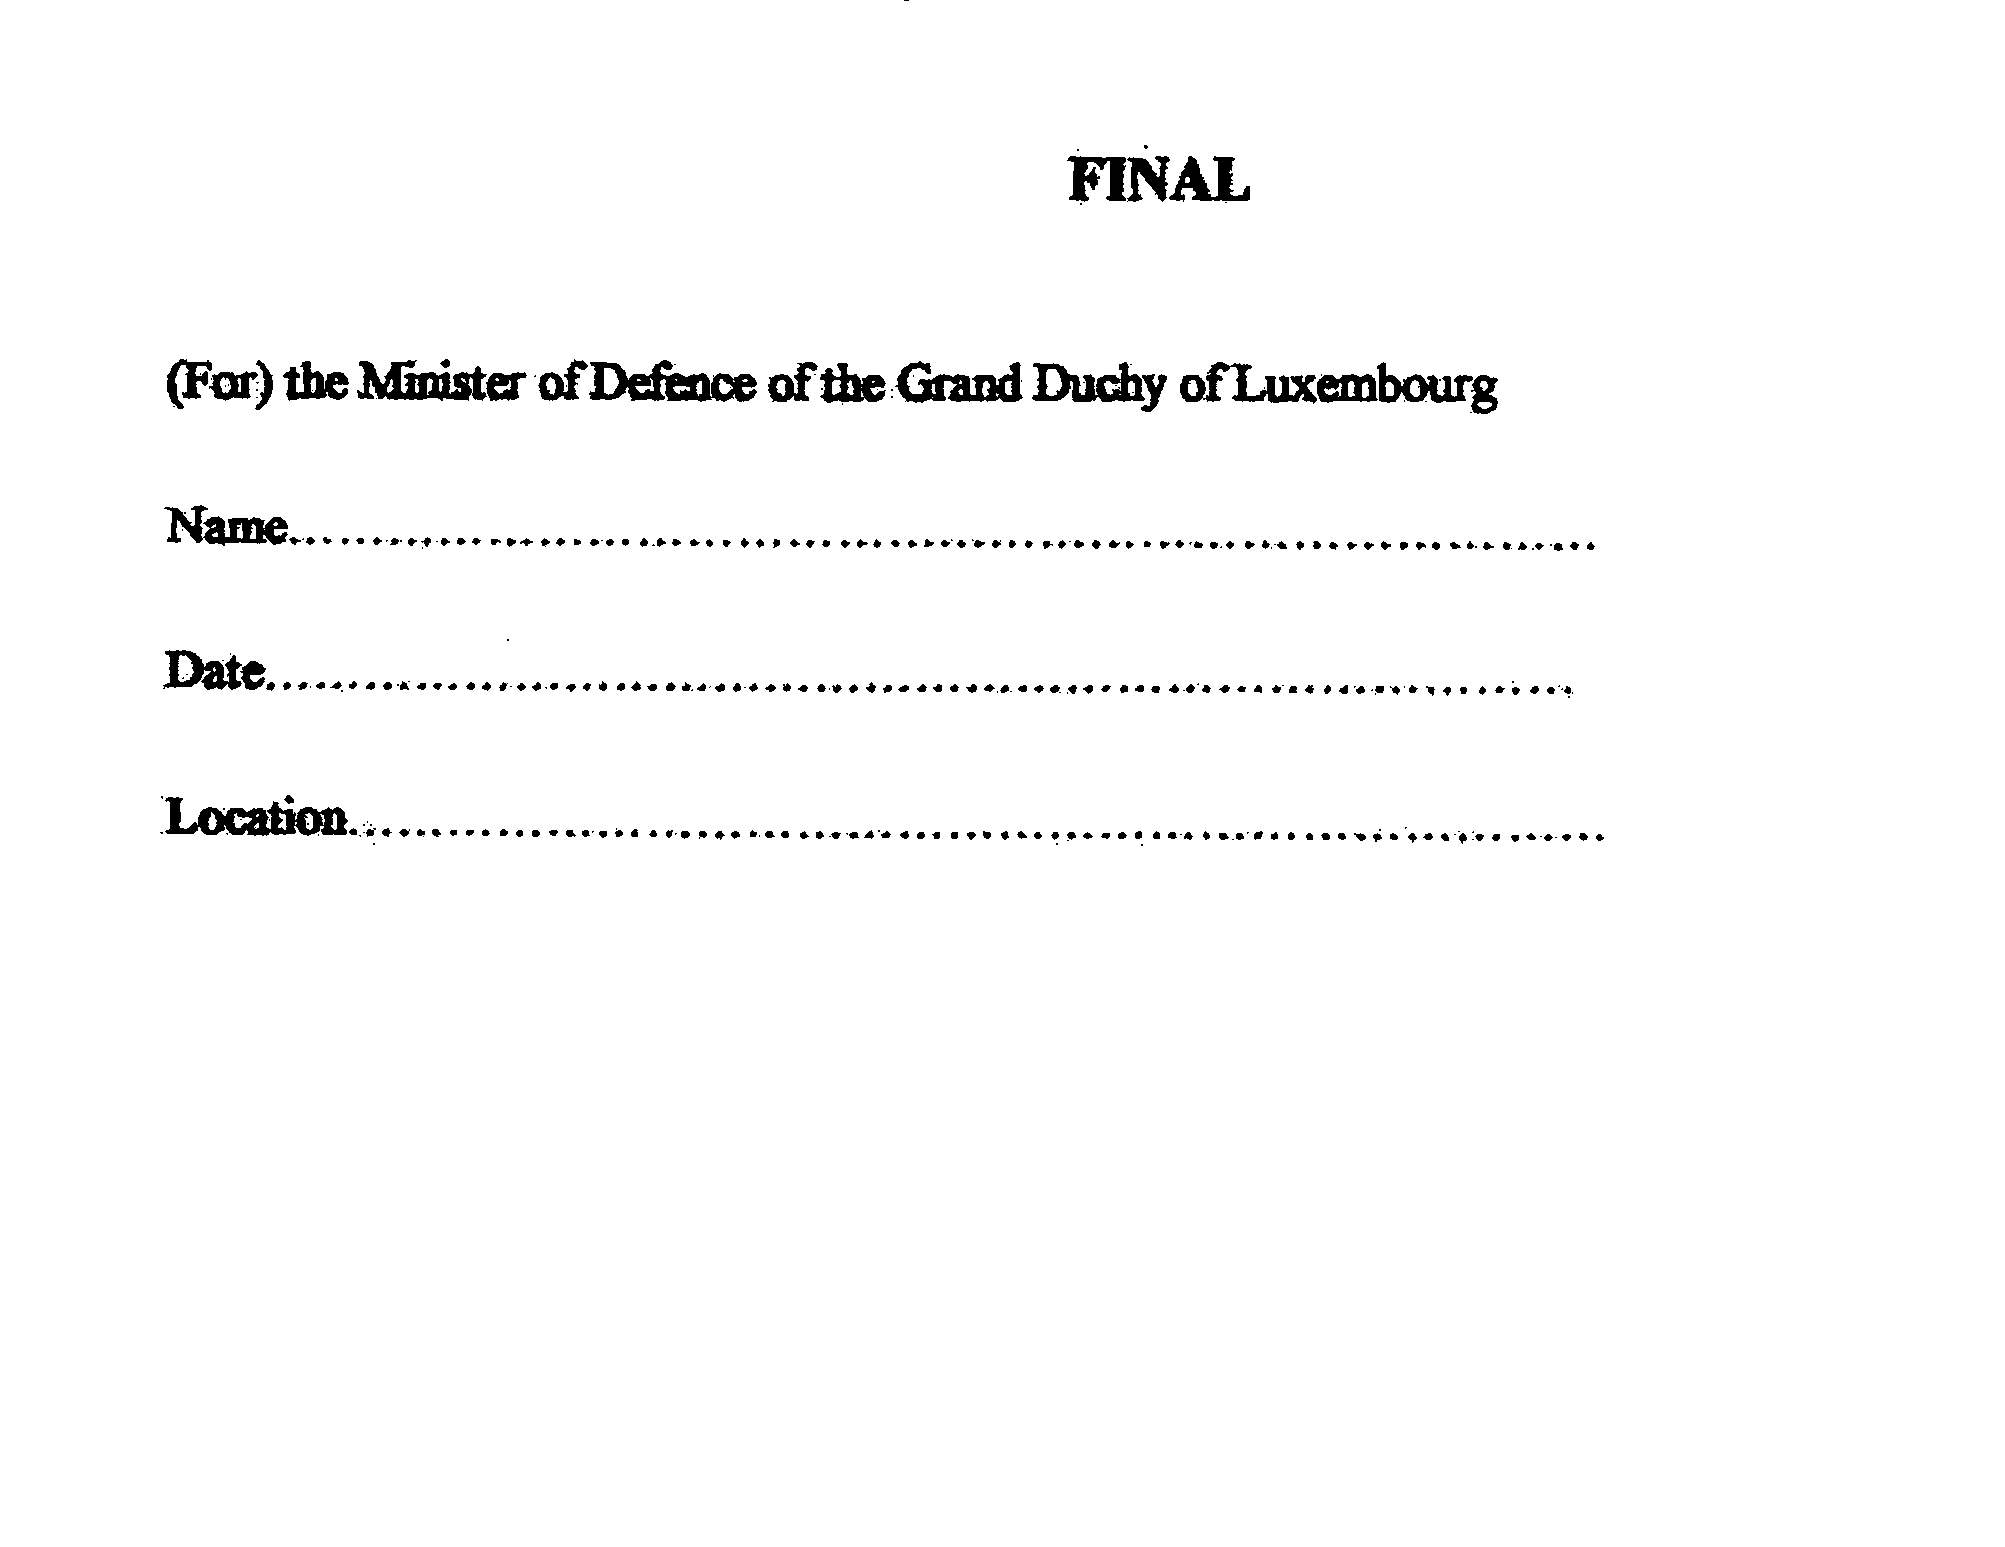 FINAL
(For) the Minister of Defence of the Grand Duchy of Luxembourg
Name................................................................................
Date................................................................................
Location.............................................................................